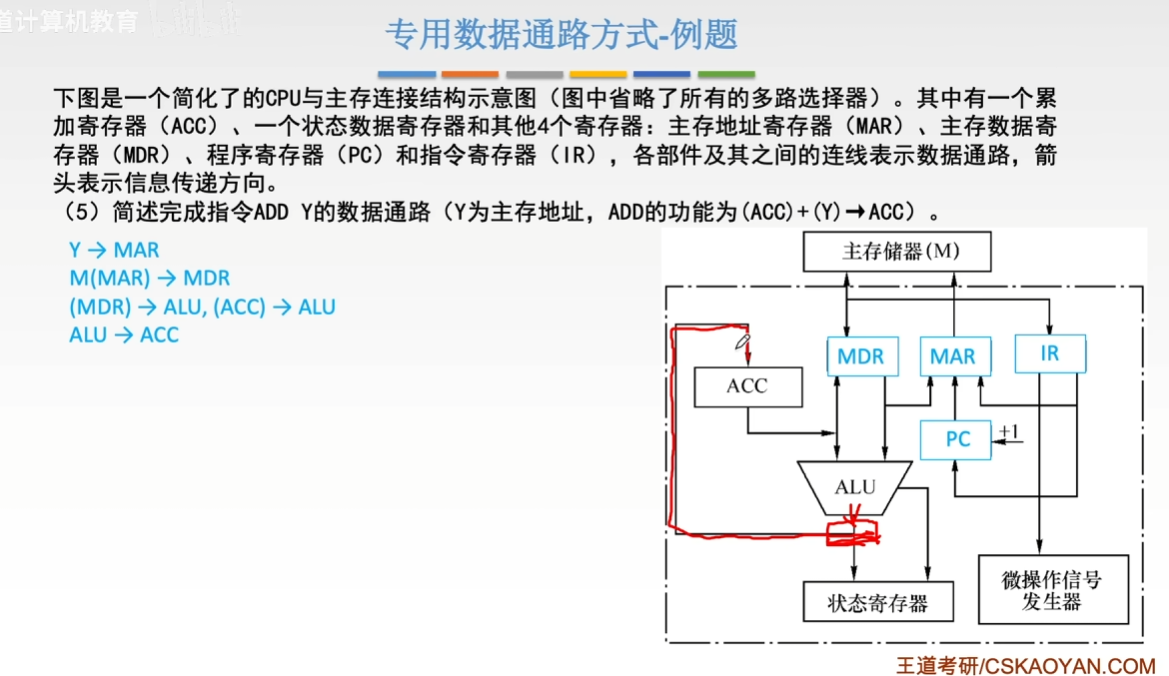 道计算机教育
专用数据通路方式-例题
下图是一个简化了的CPU与主存连接结构示意图（图中省略了所有的多路选择器）。其中有一个累
加寄存器（ACC）、一个状态数据寄存器和其他4个寄存器：主存地址寄存器（MAR）、主存数据寄
存器（MDR）、程序寄存器（PC）和指令寄存器（IR），各部件及其之间的连线表示数据通路，箭
头表示信息传递方向。
（5）简述完成指令ADD Y的数据通路（Y为主存地址，ADD的功能为(ACC)+(Y)→ACC）。
Y → MAR
M(MAR) → MDR
(MDR) → ALU, (ACC) → ALU
ALU → ACC
主存储器(M)
MDR
MAR
IR
ACC
PC
+1
ALU
状态寄存器
微操作信号
发生器
王道考研/CSKAOYAN.COM